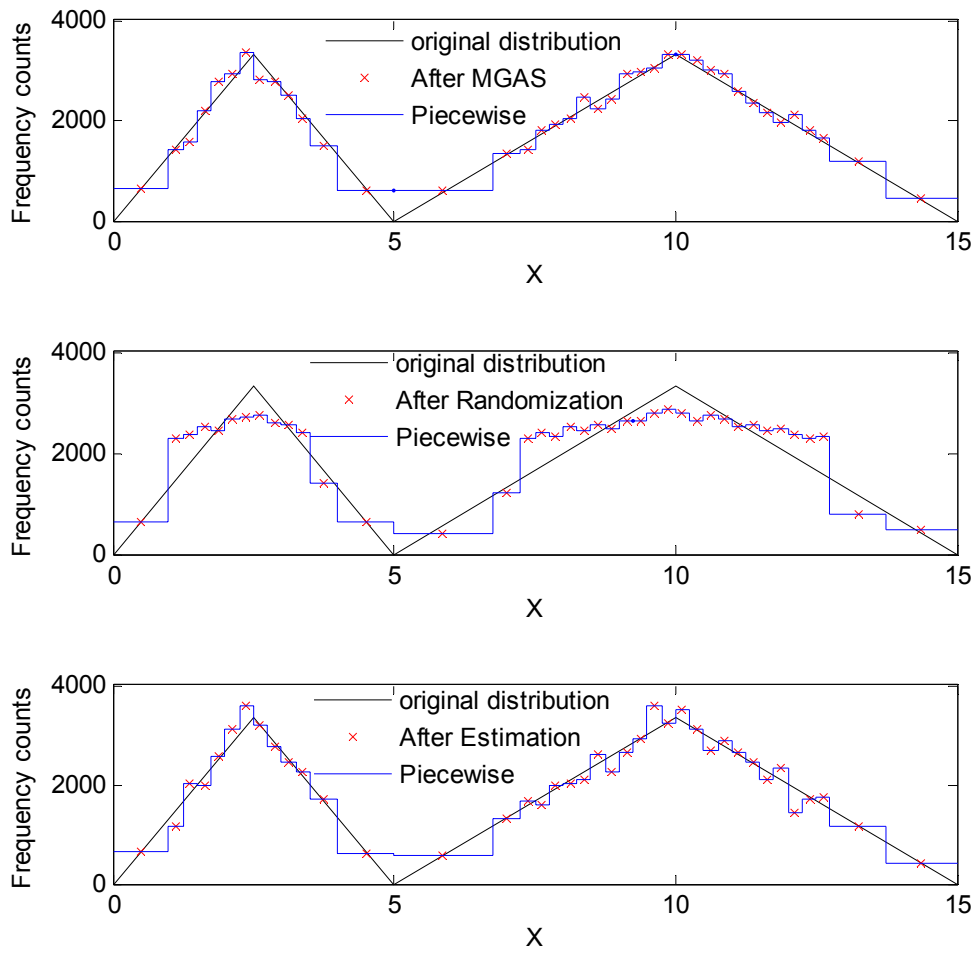 4000
2000
0
Frequency counts
original distribution
After MGAS
Piecewise
0 5 10 15
X
4000
2000
0
Frequency counts
original distribution
After Randomization
Piecewise
0 5 10 15
X
4000
2000
0
Frequency counts
original distribution
After Estimation
Piecewise
0 5 10 15
X